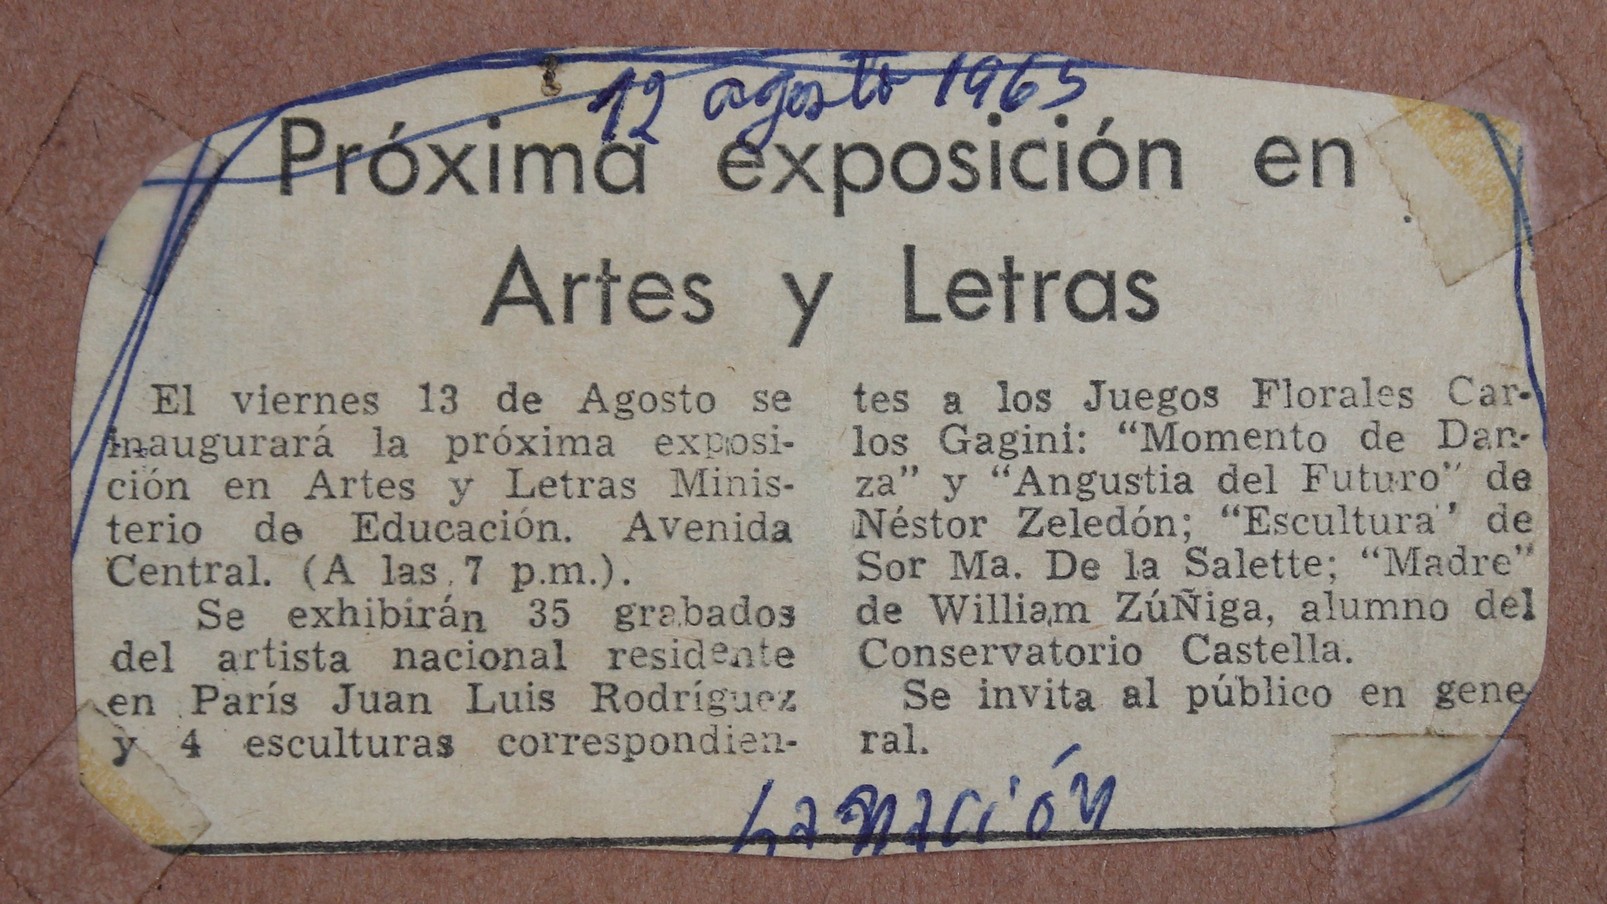 12 agosto 1965
Próxima exposición en
Artes y Letras
El viernes 13 de Agosto se
inaugurará la próxima exposi-
ción en Artes y Letras Minis-
terio de Educación. Avenida
Central. (A las 7 p.m.).
Se exhibirán 35 grabados
del artista nacional residente
en París Juan Luis Rodríguez
y 4 esculturas correspondien-
tes a los Juegos Florales Car-
los Gagini: “Momento de Dan-
za” y “Angustia del Futuro” de
Néstor Zeledón; “Escultura” de
Sor Ma. De la Salette; “Madre”
de William ZúÑiga, alumno del
Conservatorio Castella.
Se invita al público en gene
ral.
La Nación